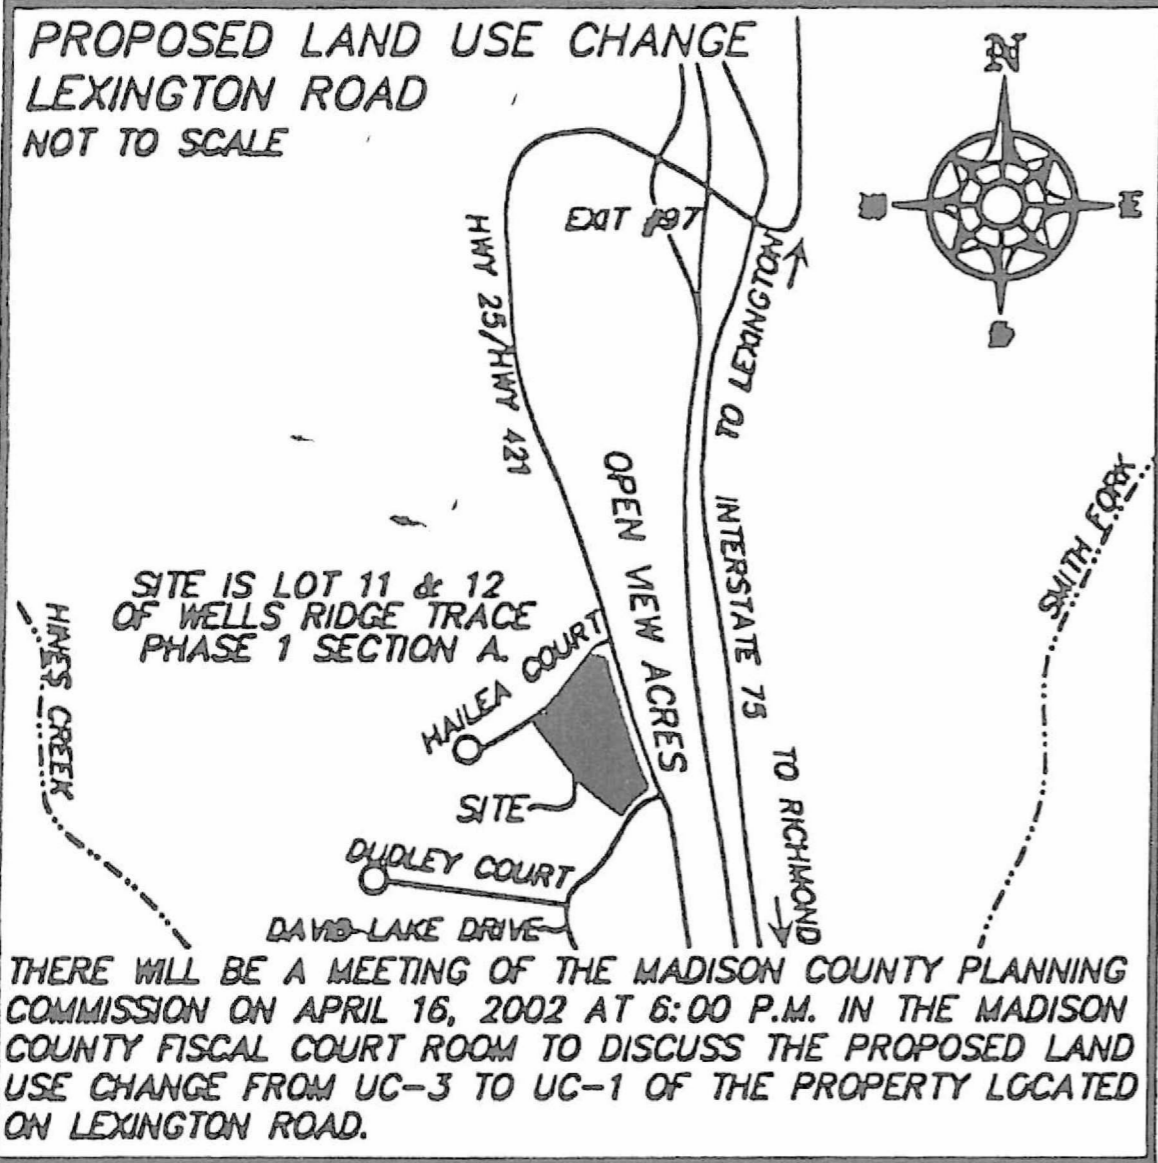 PROPOSED LAND USE CHANGE
LEXINGTON ROAD
NOT TO SCALE
N
E
EXIT #97
HWY 25/HWY 421
TO LEXINGTON
OPEN VIEW ACRES
INTERSTATE 75
SMITH FORK
SITE IS LOT 11 & 12
OF WELLS RIDGE TRACE
PHASE 1 SECTION A.
HINES CREEK
HAILEA COURT
SITE
TO RICHMOND
DUDLEY COURT
DAVID LAKE DRIVE
THERE WILL BE A MEETING OF THE MADISON COUNTY PLANNING
COMMISSION ON APRIL 16, 2002 AT 6:00 P.M. IN THE MADISON
COUNTY FISCAL COURT ROOM TO DISCUSS THE PROPOSED LAND
USE CHANGE FROM UC-3 TO UC-1 OF THE PROPERTY LOCATED
ON LEXINGTON ROAD.